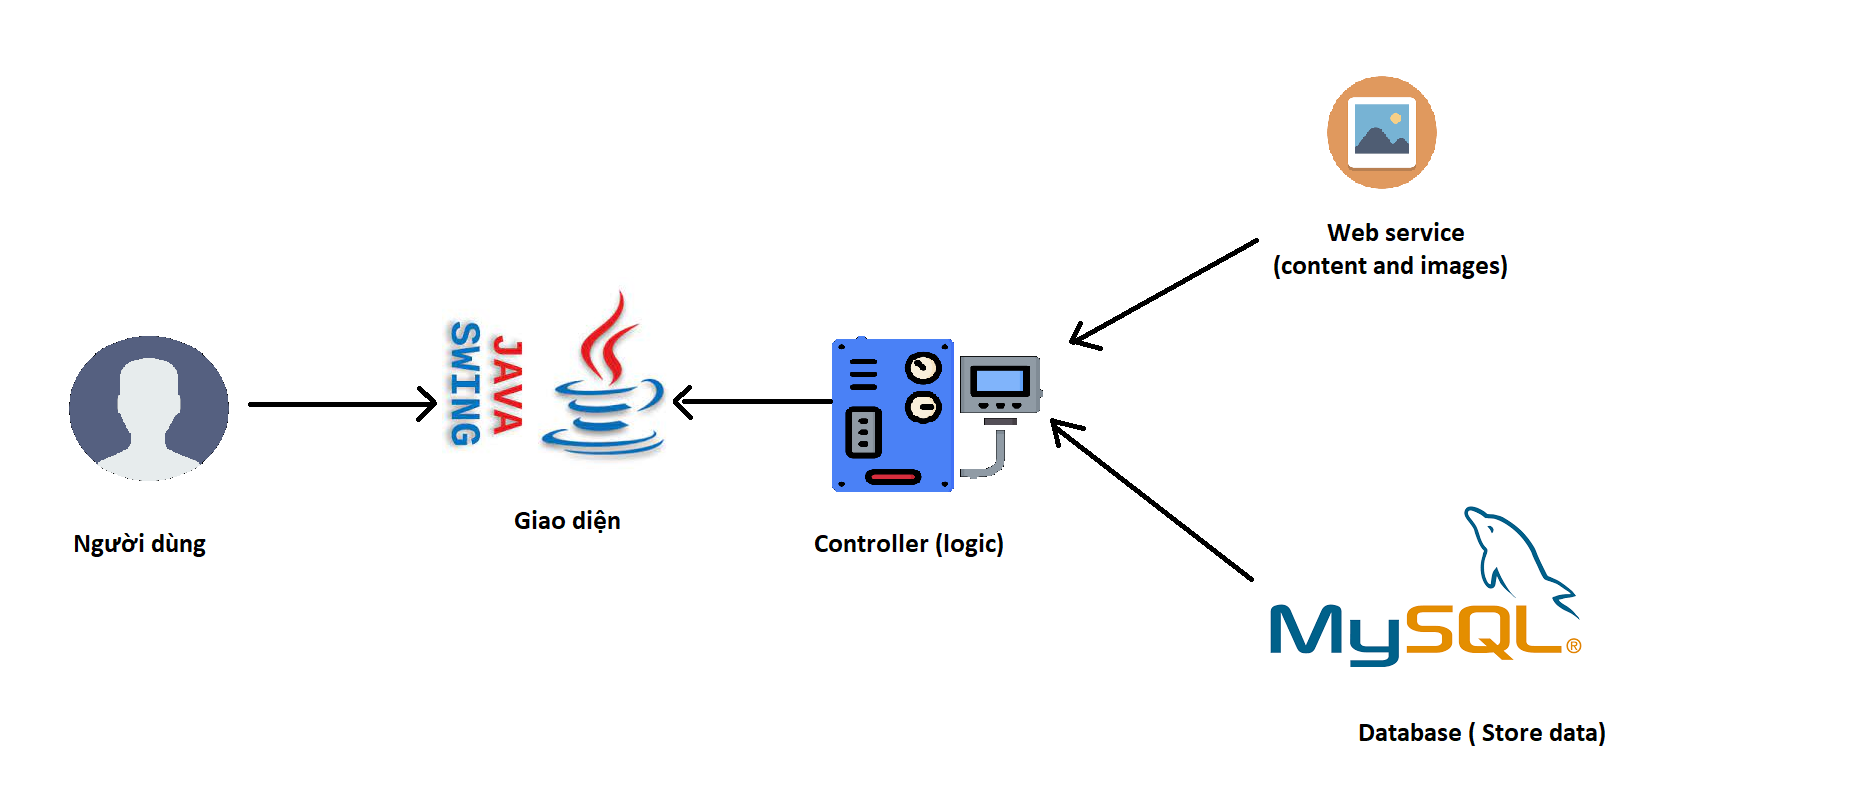 Web service
(content and images)
SWING
JAVA
Giao diện
Người dùng
Controller (logic)
MySQL®
Database ( Store data)